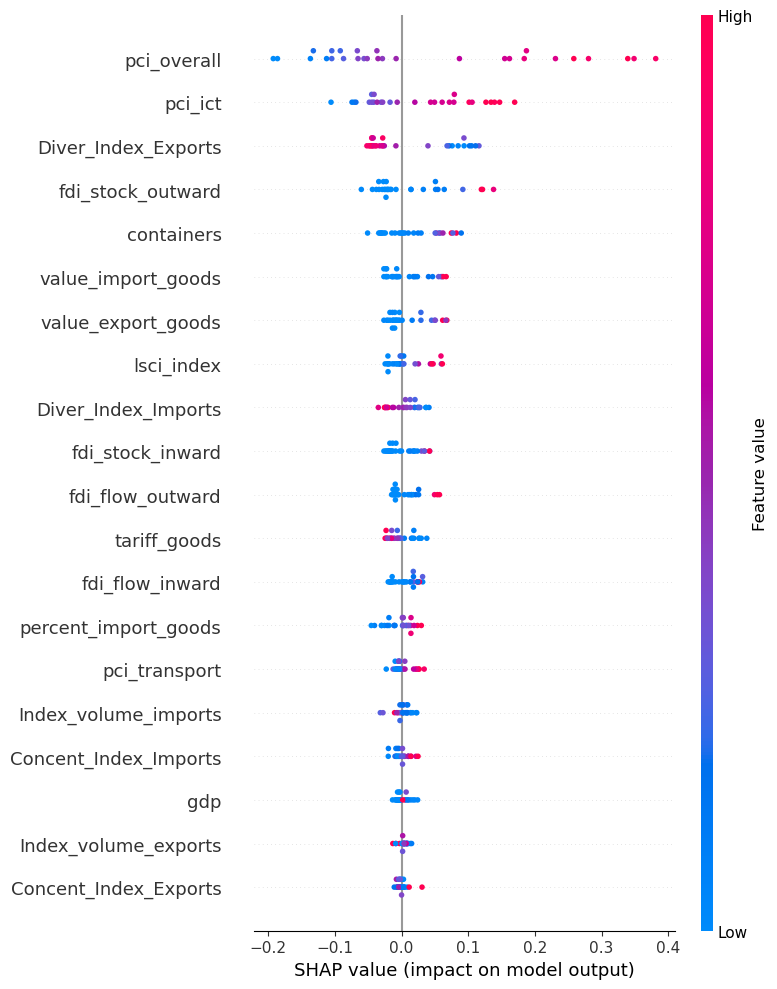 High
pci_overall
pci_ict
Diver_Index_Exports
fdi_stock_outward
containers
value_import_goods
value_export_goods
lsci_index
Diver_Index_Imports
fdi_stock_inward
fdi_flow_outward
tariff_goods
fdi_flow_inward
percent_import_goods
pci_transport
Index_volume_imports
Concent_Index_Imports
gdp
Index_volume_exports
Concent_Index_Exports
Low
Feature value
−0.2 −0.1 0.0 0.1 0.2 0.3 0.4
SHAP value (impact on model output)